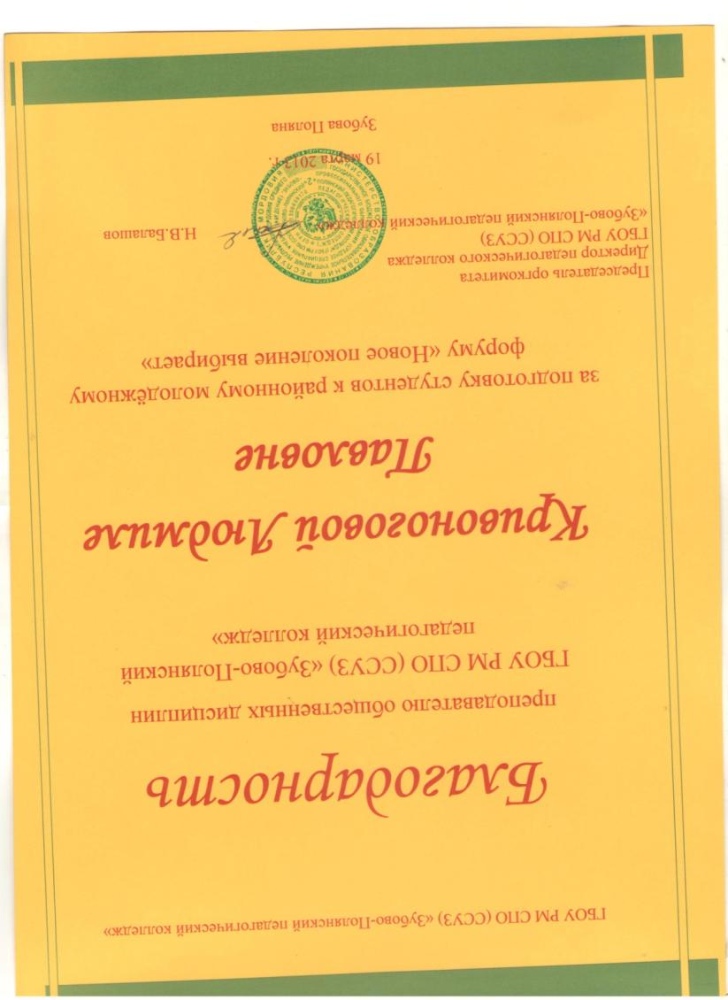 ГБОУ РМ СПО (ССУЗ) «Зубово-Полянский педагогический колледж»
Благодарность
преподавателю общественных дисциплин
ГБОУ РМ СПО (ССУЗ) «Зубово-Полянский
педагогический колледж»
Кривоноговой Людмиле
Павловне
за подготовку студентов к районному молодёжному
форуму «Новое поколение выбирает»
Председатель оргкомитета
Директор педагогического колледжа
ГБОУ РМ СПО (ССУЗ)
«Зубово-Полянский педагогический колледж»
Н.В.Балашов
19 марта 2013 г.
Зубова Поляна